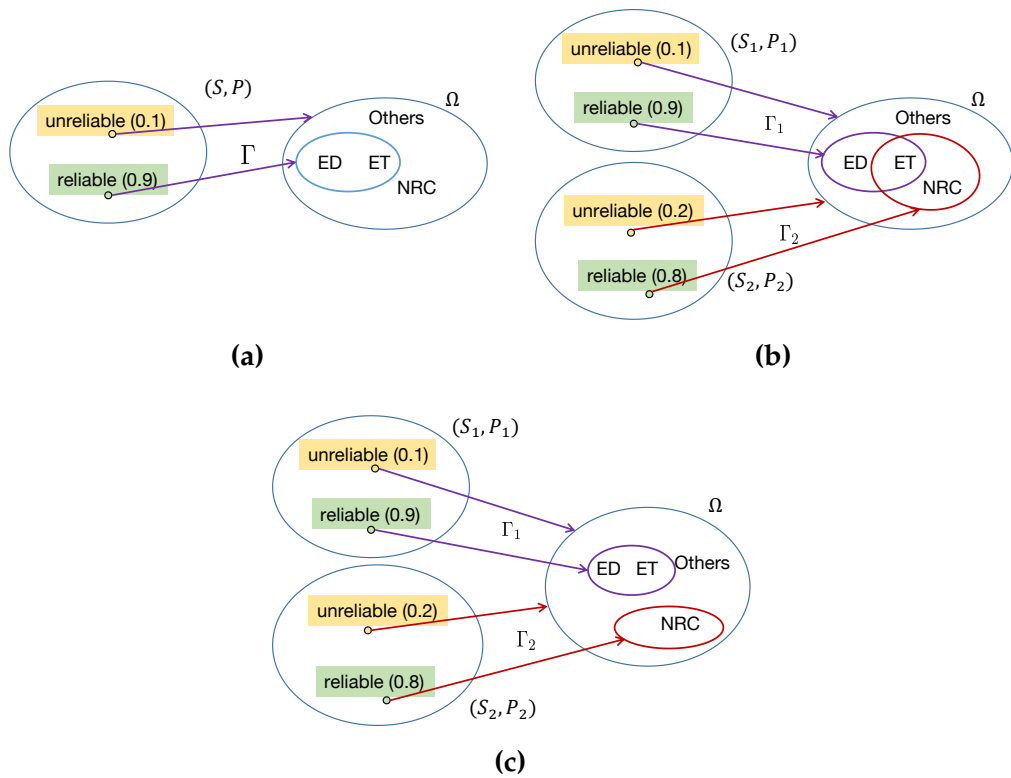 (S, P)
unreliable (0.1)
reliable (0.9)
Γ
Ω
Others
ED ET
NRC
(a)
(S₁, P₁)
unreliable (0.1)
reliable (0.9)
Γ₁
Ω
Others
ED ET
NRC
unreliable (0.2)
Γ₂
reliable (0.8)
(S₂, P₂)
(b)
(S₁, P₁)
unreliable (0.1)
reliable (0.9)
Γ₁
Ω
ED ET Others
unreliable (0.2)
NRC
Γ₂
reliable (0.8)
(S₂, P₂)
(c)